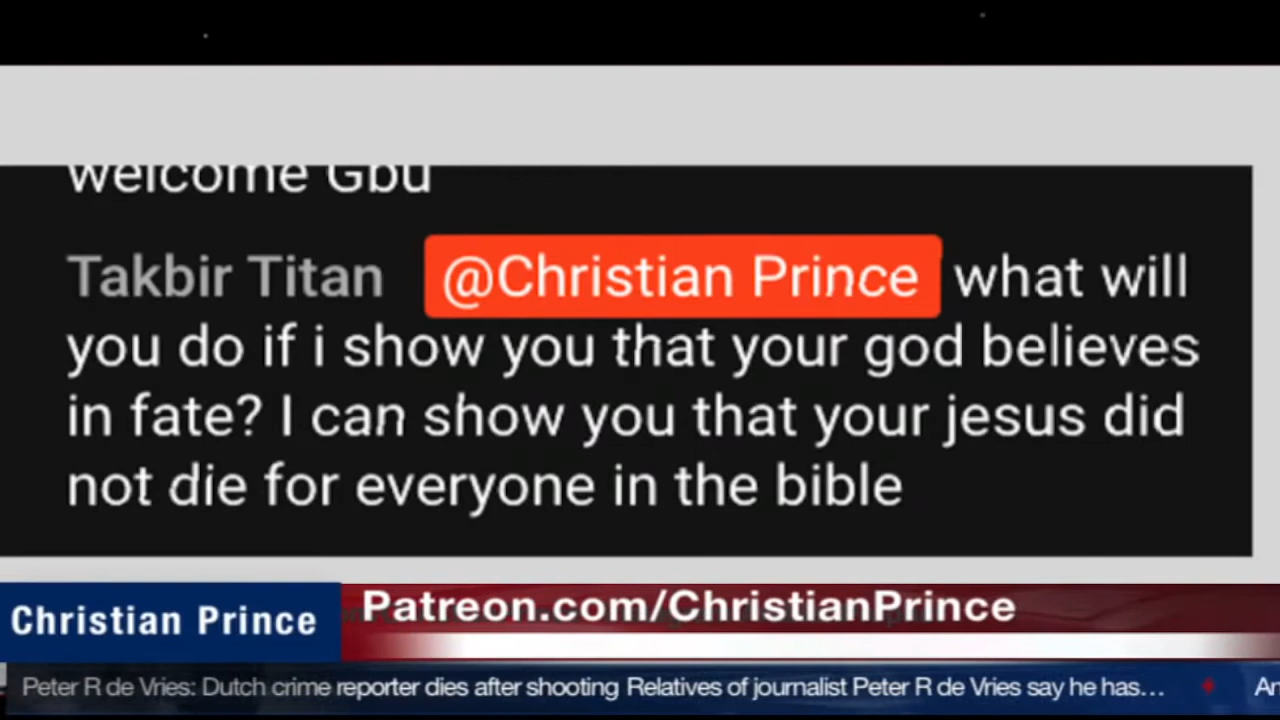 welcome Gbu
Takbir Titan @Christian Prince what will
you do if i show you that your god believes
in fate? I can show you that your jesus did
not die for everyone in the bible
Christian Prince
Patreon.com/ChristianPrince
Peter R de Vries: Dutch crime reporter dies after shooting Relatives of journalist Peter R de Vries say he has... An